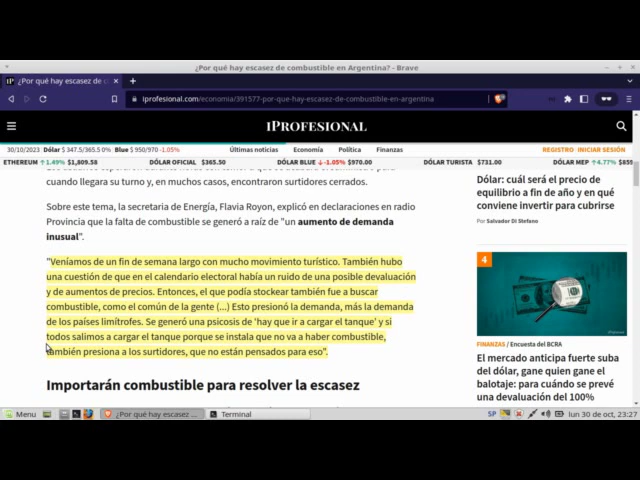 ¿Por qué hay escasez de combustible en Argentina? - Brave
¿Por qué hay escasez de c
iprofesional.com/economia/391577-por-que-hay-escasez-de-combustible-en-argentina
iPROFESIONAL
30/10/2023 Dólar $ 347.5/365.5 0% Blue $ 950/970 -1.05% Últimas noticias Economía Política Finanzas REGISTRO INICIAR SESIÓN
ETHEREUM 1.49% $1,809.58 DÓLAR OFICIAL $365.50 DÓLAR BLUE -1.05% $970.00 DÓLAR TURISTA $731.00 DÓLAR MEP 4.77% $855
cuando llegara su turno y, en muchos casos, encontraron surtidores cerrados.
Sobre este tema, la secretaria de Energía, Flavia Royon, explicó en declaraciones en radio
Provincia que la falta de combustible se generó a raíz de "un aumento de demanda
inusual".
"Veníamos de un fin de semana largo con mucho movimiento turístico. También hubo
una cuestión de que en el calendario electoral había un ruido de una posible devaluación
y de aumentos de precios. Entonces, el que podía stockear también fue a buscar
combustible, como el común de la gente (...) Esto presionó la demanda, más la demanda
de los países limítrofes. Se generó una psicosis de 'hay que ir a cargar el tanque' y si
todos salimos a cargar el tanque porque se instala que no va a haber combustible,
también presiona a los surtidores, que no están pensados para eso".
Importarán combustible para resolver la escasez
Dólar: cuál será el precio de
equilibrio a fin de año y en qué
conviene invertir para cubrirse
Por Salvador Di Stefano
4
FINANZAS / Encuesta del BCRA
El mercado anticipa fuerte suba
del dólar, gane quien gane el
balotaje: para cuándo se prevé
una devaluación del 100%
Menu ¿Por qué hay escasez ... Terminal SP lun 30 de oct, 23:27